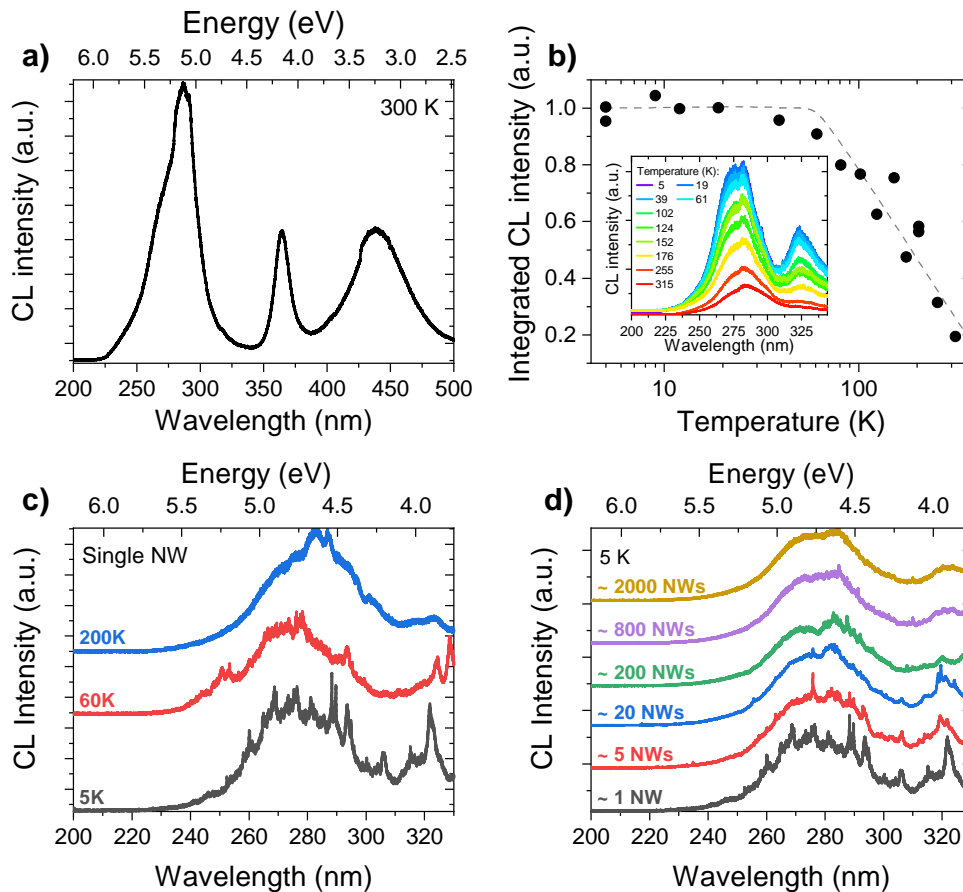 a)
Energy (eV)
6.0 5.5 5.0 4.5 4.0 3.5 3.0 2.5
300 K
CL intensity (a.u.)
200 250 300 350 400 450 500
Wavelength (nm)
b)
Integrated CL intensity (a.u.)
1.0
0.8
0.6
0.4
0.2
10 100
Temperature (K)
Temperature (K):
5 19
39 61
102
124
152
176
255
315
CL intensity (a.u.)
200 225 250 275 300 325
Wavelength (nm)
c)
Energy (eV)
6.0 5.5 5.0 4.5 4.0
Single NW
200K
60K
5K
CL Intensity (a.u.)
200 220 240 260 280 300 320
Wavelength (nm)
d)
Energy (eV)
6.0 5.5 5.0 4.5 4.0
5 K
~ 2000 NWs
~ 800 NWs
~ 200 NWs
~ 20 NWs
~ 5 NWs
~ 1 NW
CL Intensity (a.u.)
200 220 240 260 280 300 320
Wavelength (nm)